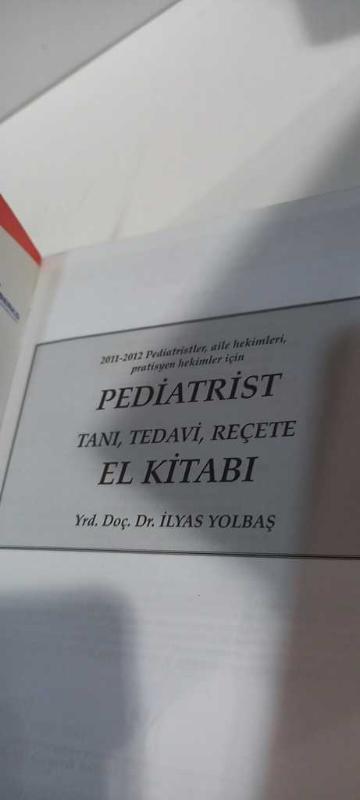 2011-2012 Pediatristler, aile hekimleri,
pratisyen hekimler için
PEDİATRİST
TANI, TEDAVİ, REÇETE
EL KİTABI
Yrd. Doç. Dr. İLYAS YOLBAŞ